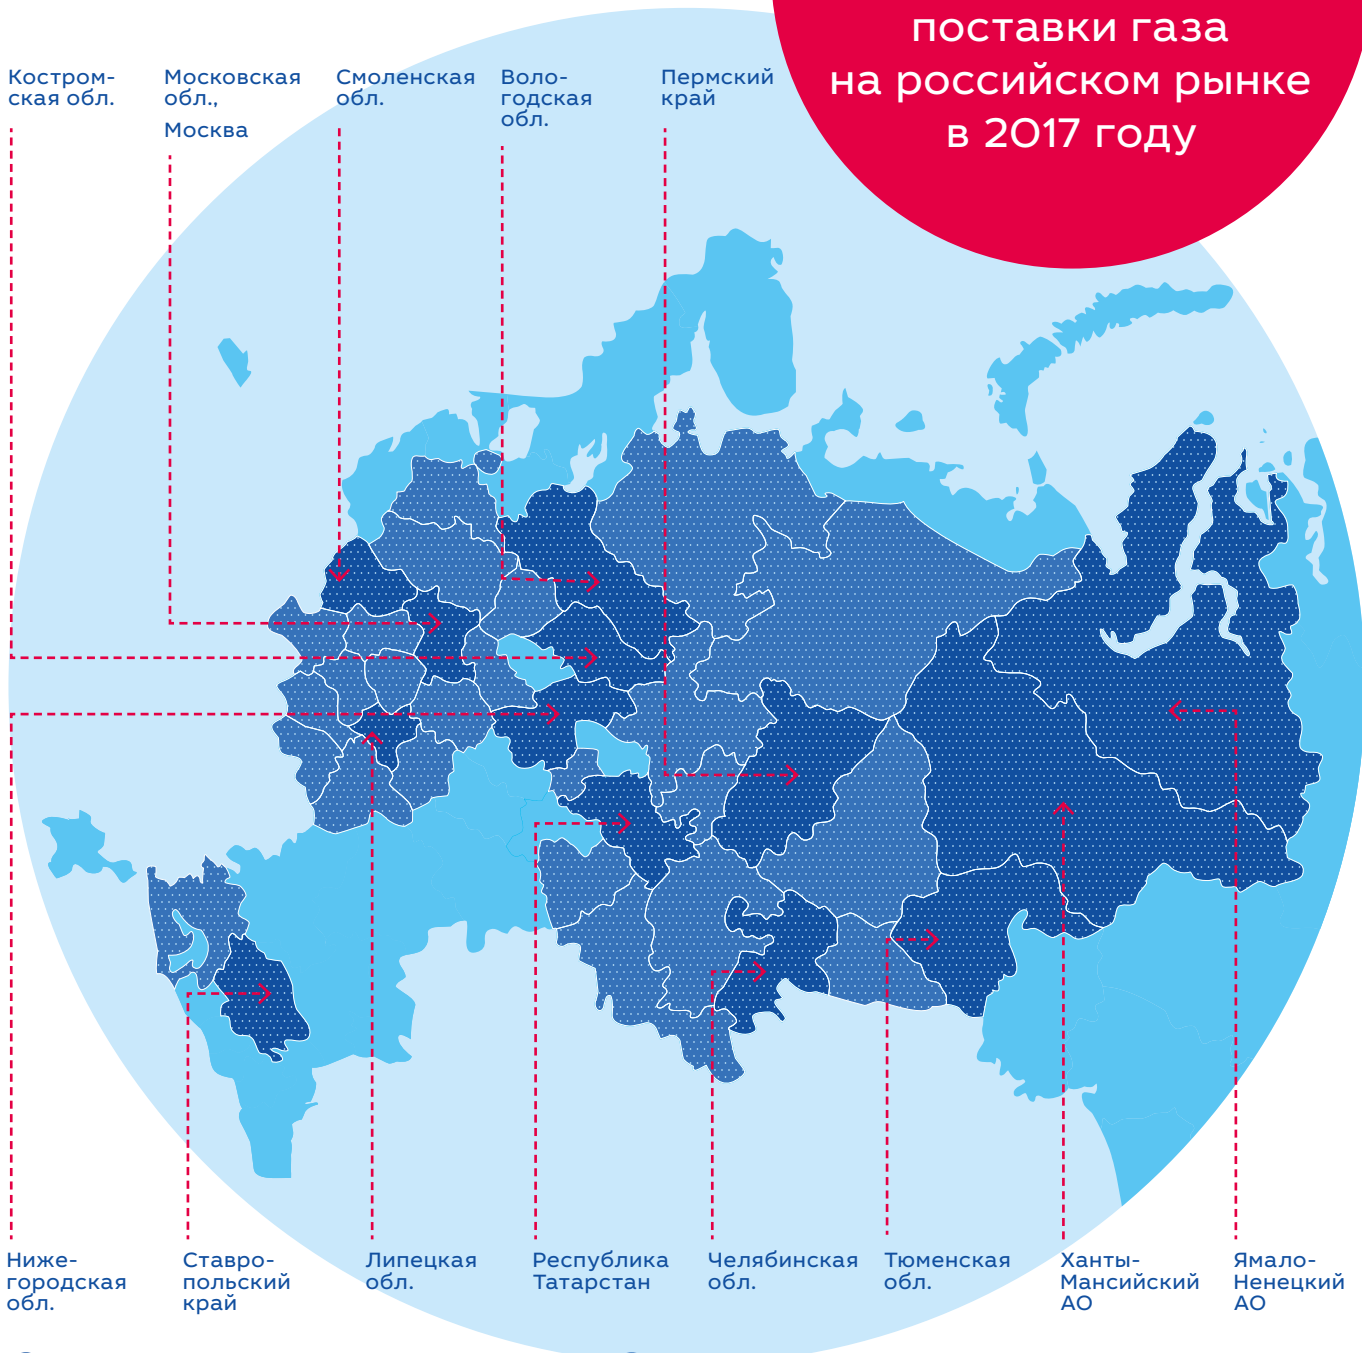 поставки газа
на российском рынке
в 2017 году
Костром-
ская обл.
Московская
обл.,
Москва
Смоленская
обл.
Воло-
годская
обл.
Пермский
край
Ниже-
городская
обл.
Ставро-
польский
край
Липецкая
обл.
Республика
Татарстан
Челябинская
обл.
Тюменская
обл.
Ханты-
Мансийский
АО
Ямало-
Ненецкий
АО